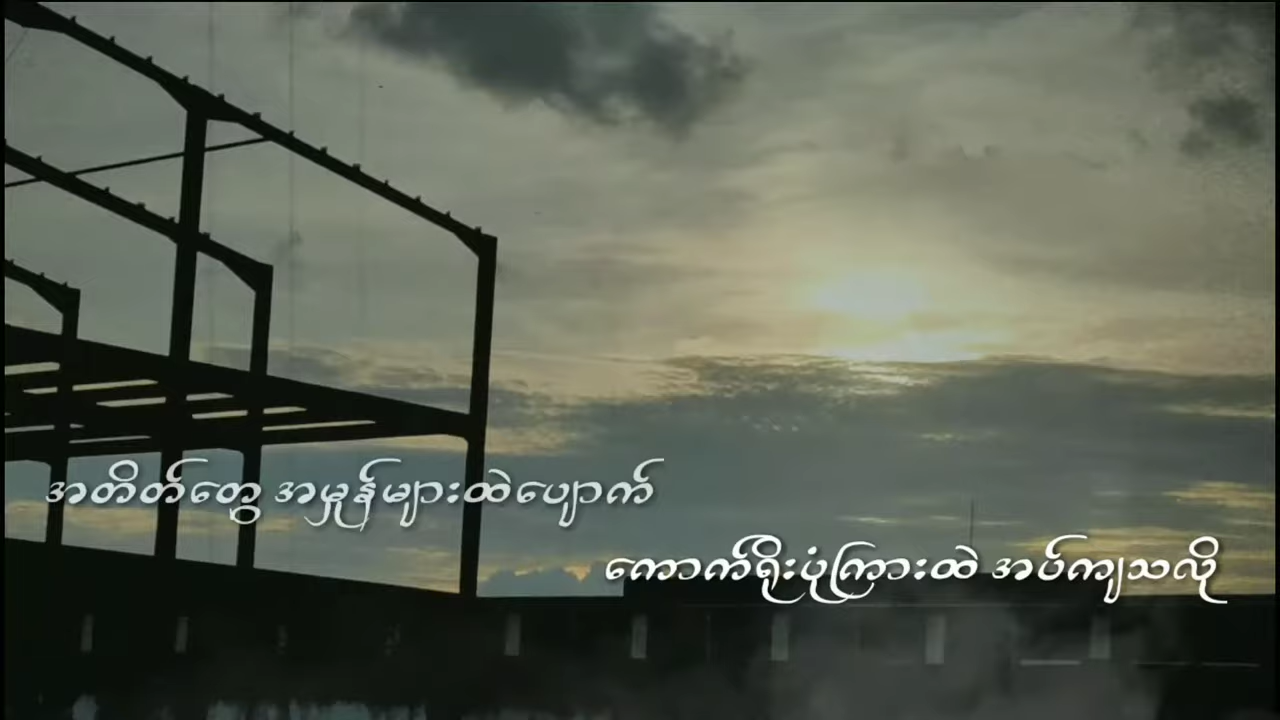 အတိတ်တွေ အမှုန်များထဲပျောက်
ကောက်ရိုးပုံကြားထဲ အပ်ကျသလို